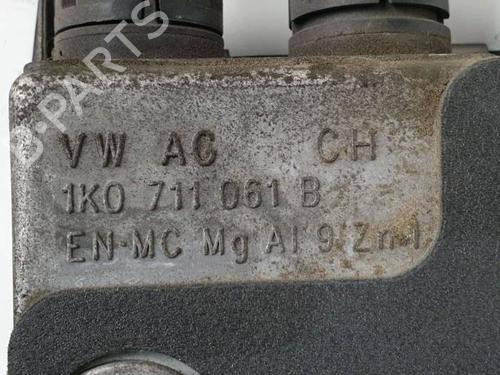 VW AG CH
1K0 711 061 B
EN-MC Mg Al 9 Zn 1
B-PARTS